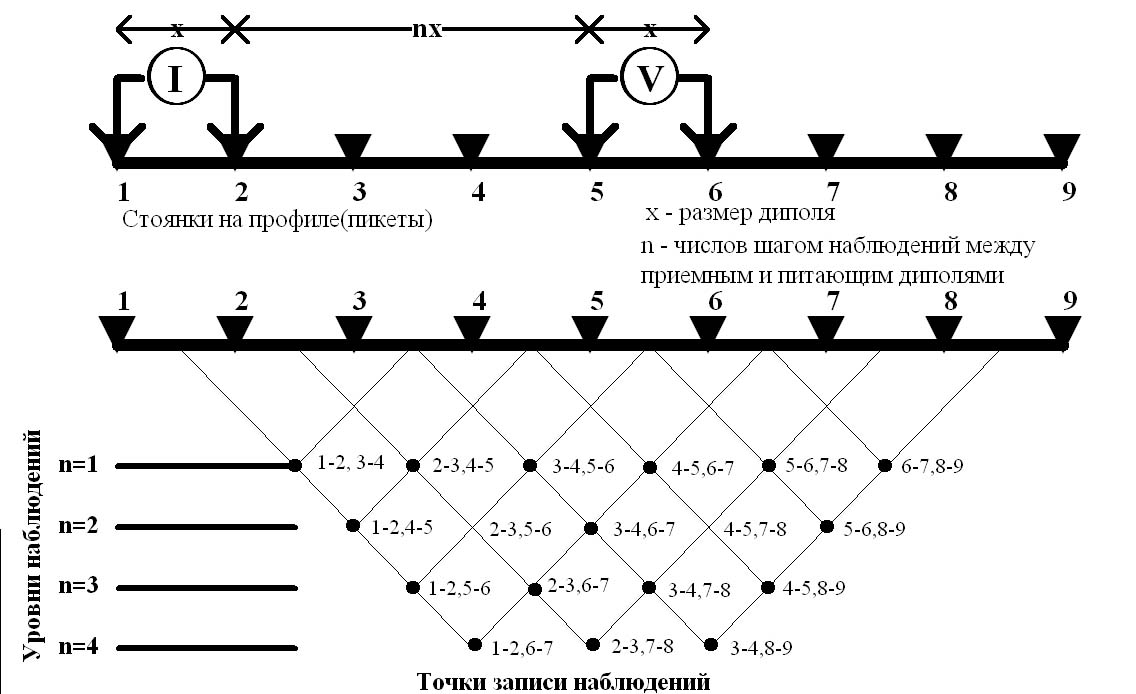 x nx x
I V
1 2 3 4 5 6 7 8 9
Стоянки на профиле(пикеты)
x - размер диполя
n - числов шагом наблюдений между
приемным и питающим диполями
1 2 3 4 5 6 7 8 9
Уровни наблюдений
n=1 1-2, 3-4 2-3,4-5 3-4,5-6 4-5,6-7 5-6,7-8 6-7,8-9
n=2 1-2,4-5 2-3,5-6 3-4,6-7 4-5,7-8 5-6,8-9
n=3 1-2,5-6 2-3,6-7 3-4,7-8 4-5,8-9
n=4 1-2,6-7 2-3,7-8 3-4,8-9
Точки записи наблюдений